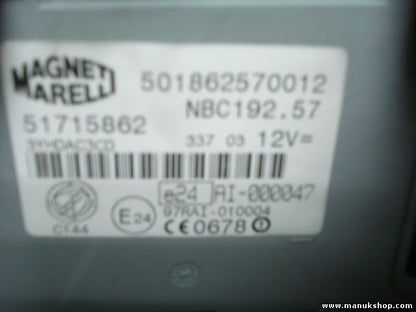 MAGNETI
MARELLI
501862570012
NBC192.57
51715862
337 03 12V=
3YHDAC3CD
e24 AI-000047
97RAI-010004
E24
C144
CE0678
www.manukshop.com